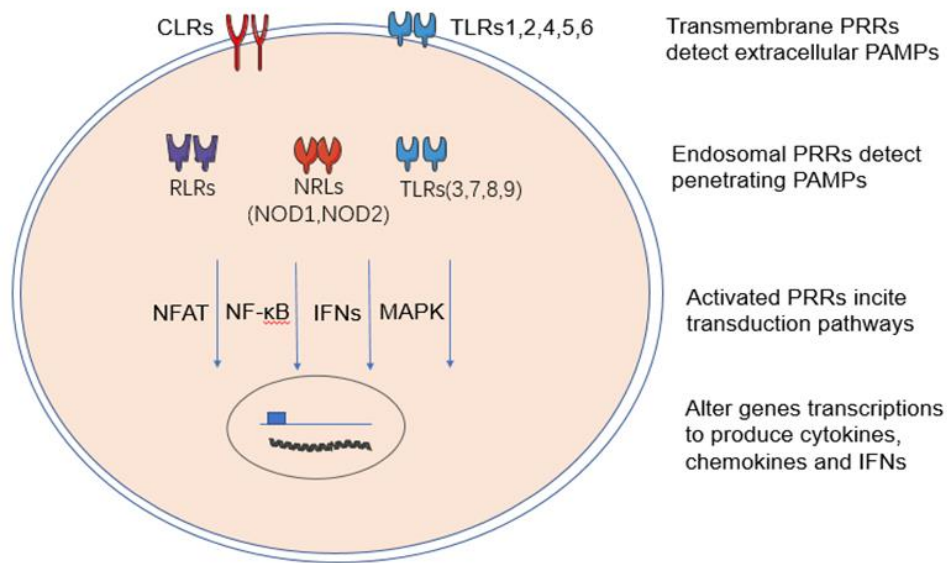 CLRs
TLRs1,2,4,5,6
Transmembrane PRRs
detect extracellular PAMPs
RLRs
NRLs
(NOD1,NOD2)
TLRs(3,7,8,9)
Endosomal PRRs detect
penetrating PAMPs
NFAT
NF-κB
IFNs
MAPK
Activated PRRs incite
transduction pathways
Alter genes transcriptions
to produce cytokines,
chemokines and IFNs